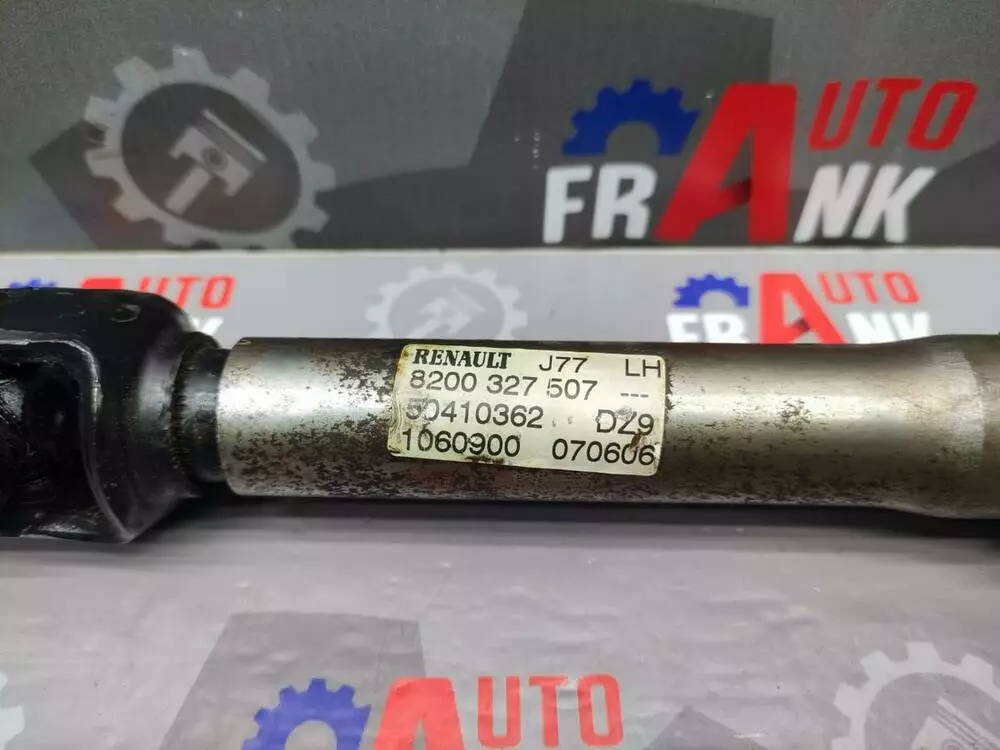 AUTO
FRANK
AUTO
AUTO
FRANK
RENAULT J77 LH
8200 327 507 ---
50410362 DZ9
1060900 070606
AUTO